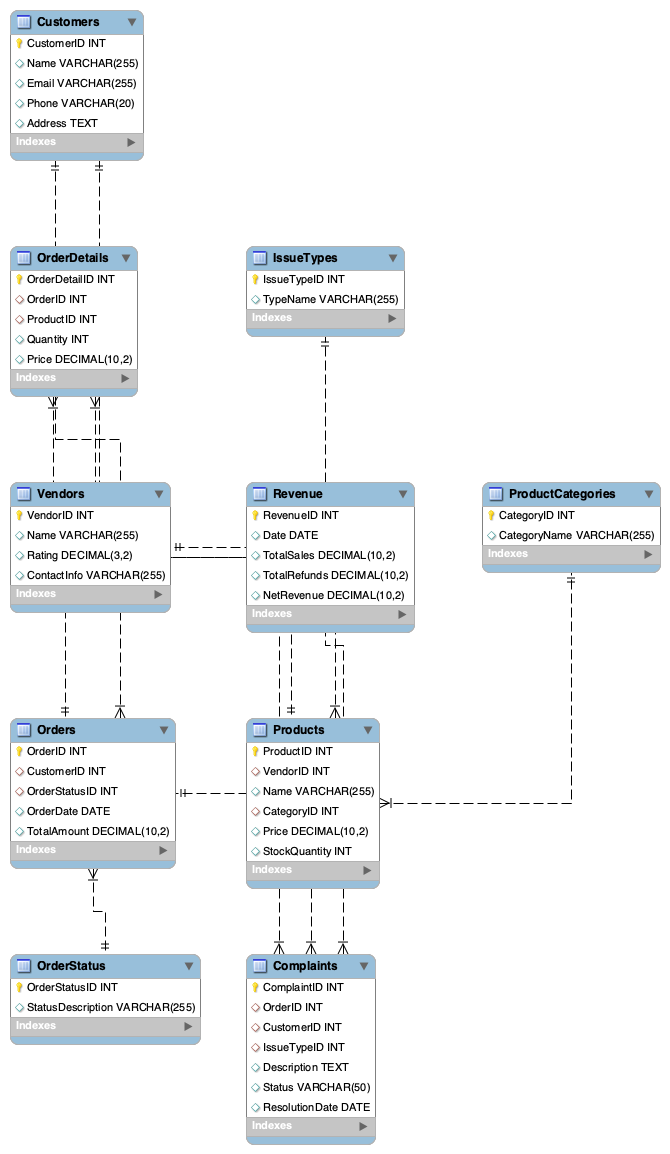 Customers
CustomerID INT
Name VARCHAR(255)
Email VARCHAR(255)
Phone VARCHAR(20)
Address TEXT
Indexes
OrderDetails
OrderDetailID INT
OrderID INT
ProductID INT
Quantity INT
Price DECIMAL(10,2)
Indexes
IssueTypes
IssueTypeID INT
TypeName VARCHAR(255)
Indexes
Vendors
VendorID INT
Name VARCHAR(255)
Rating DECIMAL(3,2)
ContactInfo VARCHAR(255)
Indexes
Revenue
RevenueID INT
Date DATE
TotalSales DECIMAL(10,2)
TotalRefunds DECIMAL(10,2)
NetRevenue DECIMAL(10,2)
Indexes
ProductCategories
CategoryID INT
CategoryName VARCHAR(255)
Indexes
Orders
OrderID INT
CustomerID INT
OrderStatusID INT
OrderDate DATE
TotalAmount DECIMAL(10,2)
Indexes
Products
ProductID INT
VendorID INT
Name VARCHAR(255)
CategoryID INT
Price DECIMAL(10,2)
StockQuantity INT
Indexes
OrderStatus
OrderStatusID INT
StatusDescription VARCHAR(255)
Indexes
Complaints
ComplaintID INT
OrderID INT
CustomerID INT
IssueTypeID INT
Description TEXT
Status VARCHAR(50)
ResolutionDate DATE
Indexes